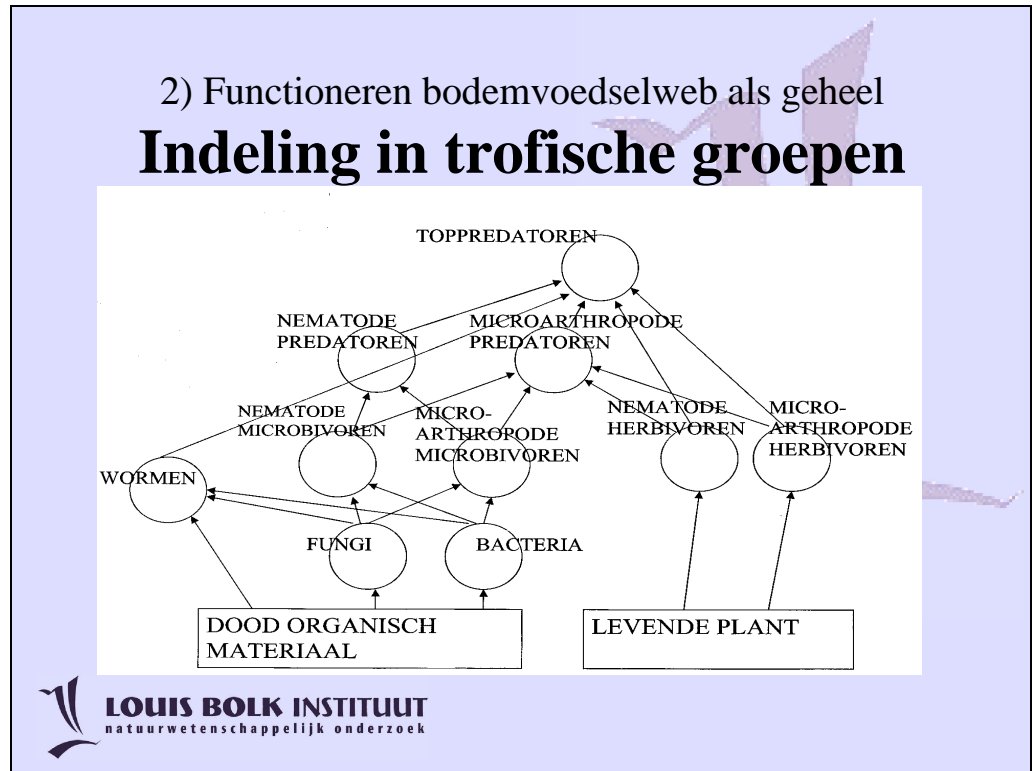 2) Functioneren bodemvoedselweb als geheel
Indeling in trofische groepen
TOPPREDATOREN
NEMATODE
PREDATOREN
MICROARTHROPODE
PREDATOREN
NEMATODE
MICROBIVOREN
MICRO-
ARTHROPODE
MICROBIVOREN
NEMATODE
HERBIVOREN
MICRO-
ARTHROPODE
HERBIVOREN
WORMEN
FUNGI
BACTERIA
DOOD ORGANISCH
MATERIAAL
LEVENDE PLANT
LOUIS BOLK INSTITUUT
natuurwetenschappelijk onderzoek